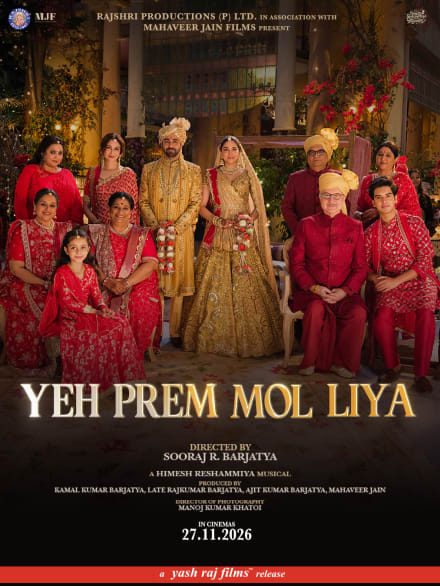 MJF
RAJSHRI PRODUCTIONS (P) LTD. IN ASSOCIATION WITH
MAHAVEER JAIN FILMS PRESENT
YEH PREM MOL LIYA
DIRECTED BY
SOORAJ R. BARJATYA
A HIMESH RESHAMMIYA MUSICAL
PRODUCED BY
KAMAL KUMAR BARJATYA, LATE RAJKUMAR BARJATYA, AJIT KUMAR BARJATYA, MAHAVEER JAIN
DIRECTOR OF PHOTOGRAPHY
MANOJ KUMAR KHATOI
IN CINEMAS
27.11.2026
a yash raj films™ release